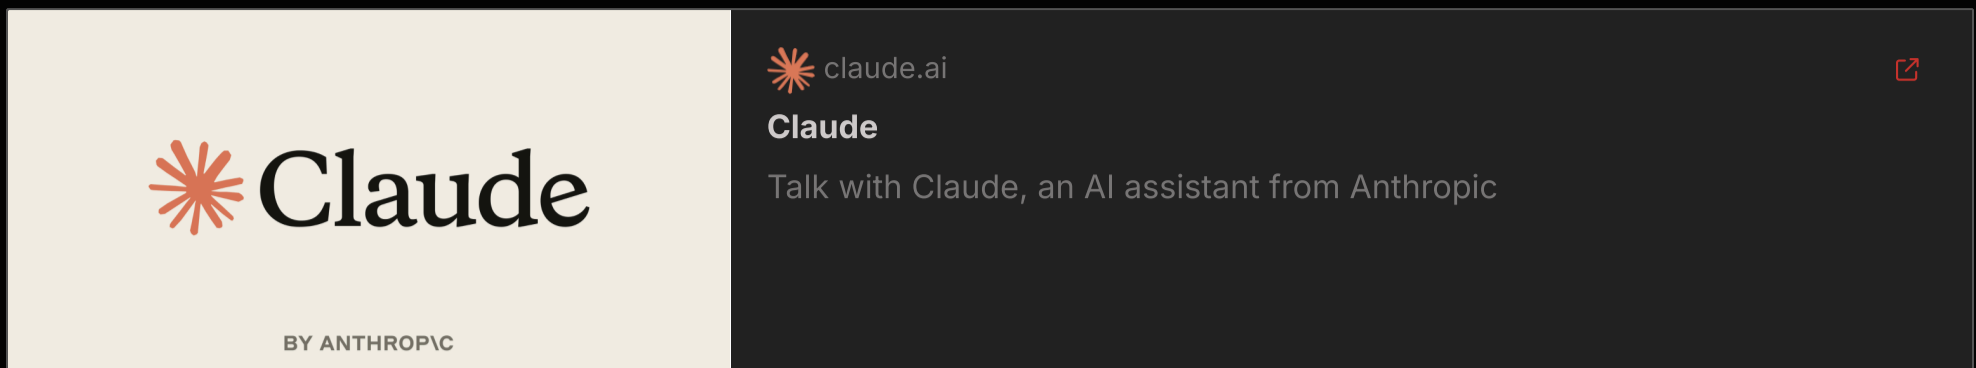 Claude
BY ANTHROP\C
claude.ai
Claude
Talk with Claude, an AI assistant from Anthropic